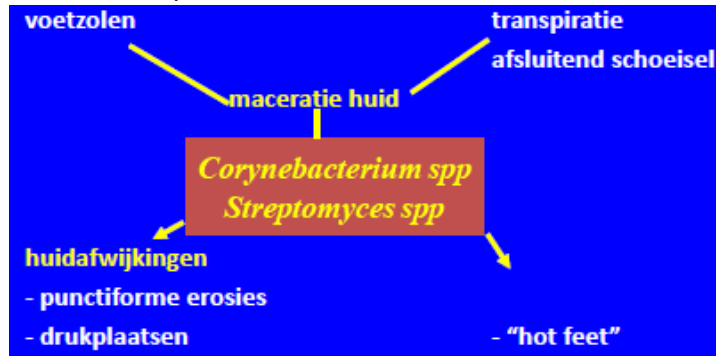 voetzolen
transpiratie
afsluitend schoeisel
maceratie huid
Corynebacterium spp
Streptomyces spp
huidafwijkingen
- punctiforme erosies
- drukplaatsen
- “hot feet”